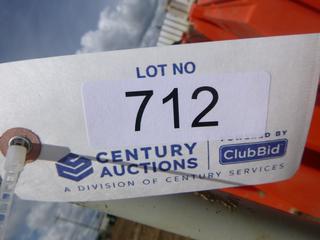 LOT NO
712
POWERED BY
CENTURY
AUCTIONS
ClubBid
A DIVISION OF CENTURY SERVICES